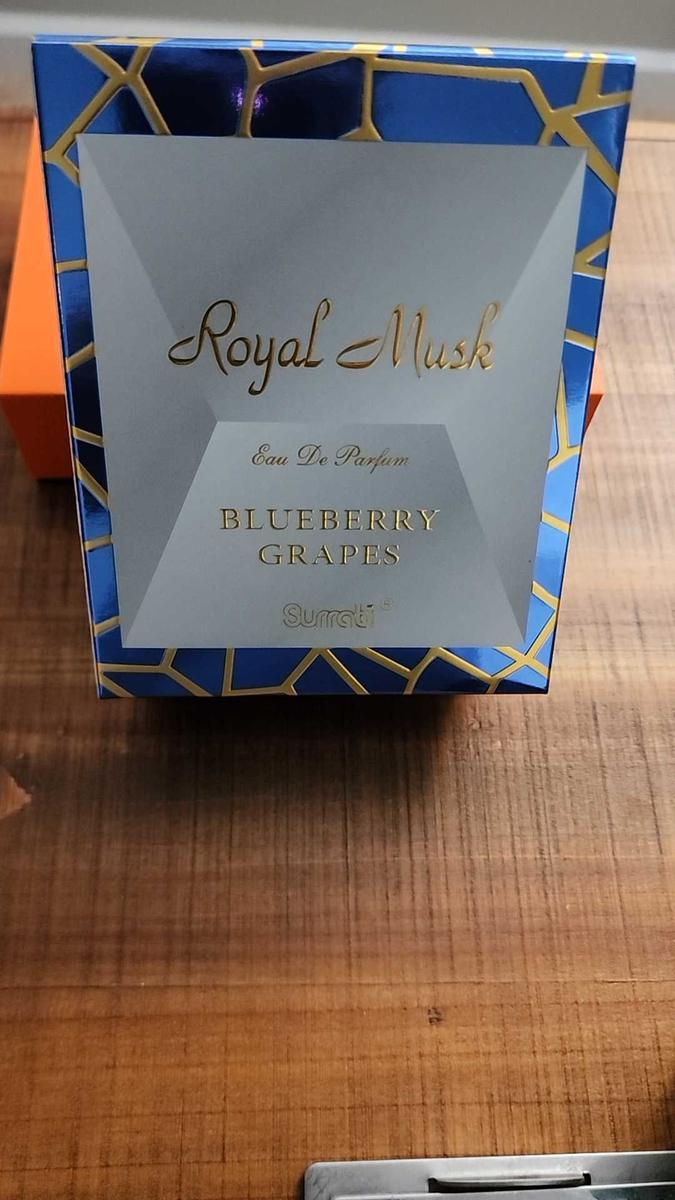 Royal Musk
Eau De Parfum
BLUEBERRY
GRAPES
Surrati®